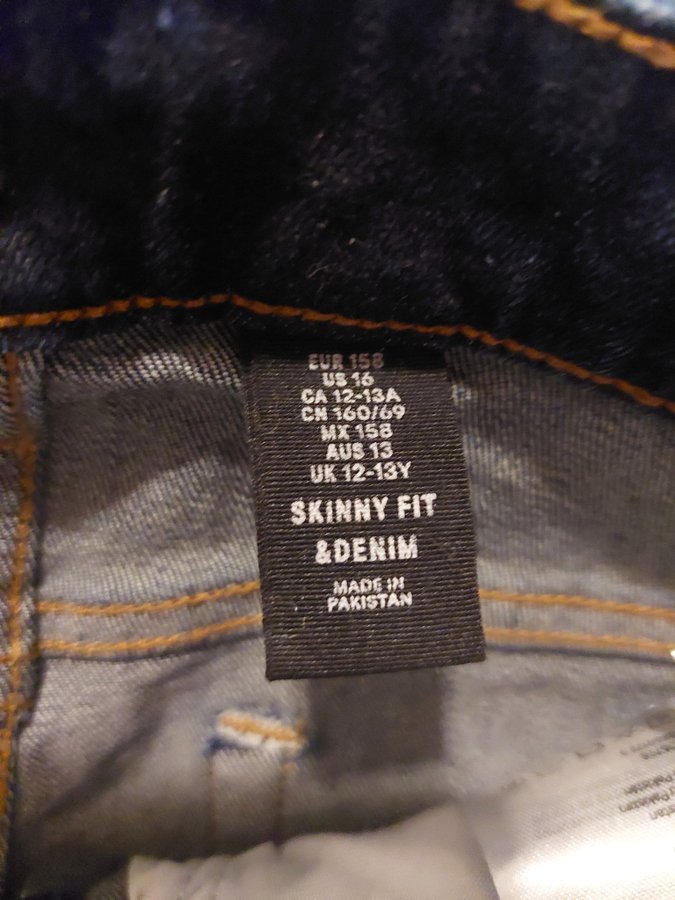 EUR 158
US 16
CA 12-13A
CN 160/69
MX 158
AUS 13
UK 12-13Y
SKINNY FIT
&DENIM
MADE IN
PAKISTAN
Pakistan